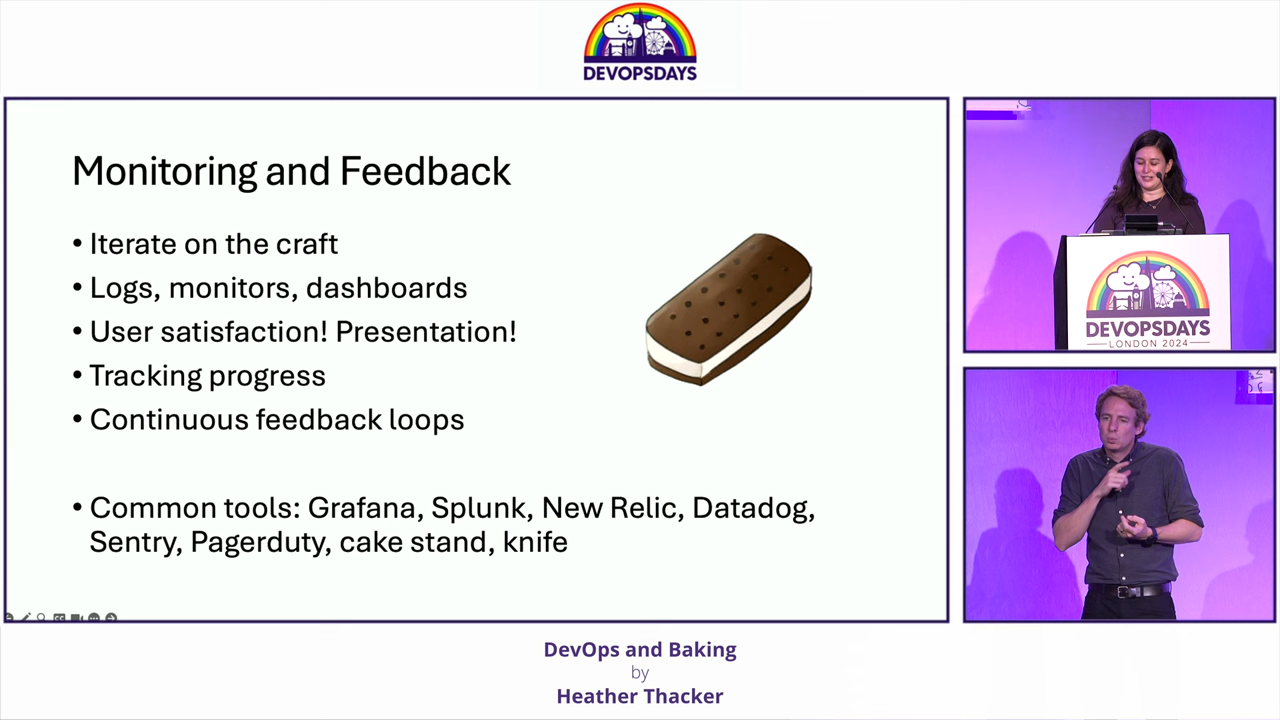 DEVOPSDAYS
Monitoring and Feedback
• Iterate on the craft
• Logs, monitors, dashboards
• User satisfaction! Presentation!
• Tracking progress
• Continuous feedback loops
• Common tools: Grafana, Splunk, New Relic, Datadog,
Sentry, Pagerduty, cake stand, knife
DEVOPSDAYS
LONDON 2024
DevOps and Baking
by
Heather Thacker